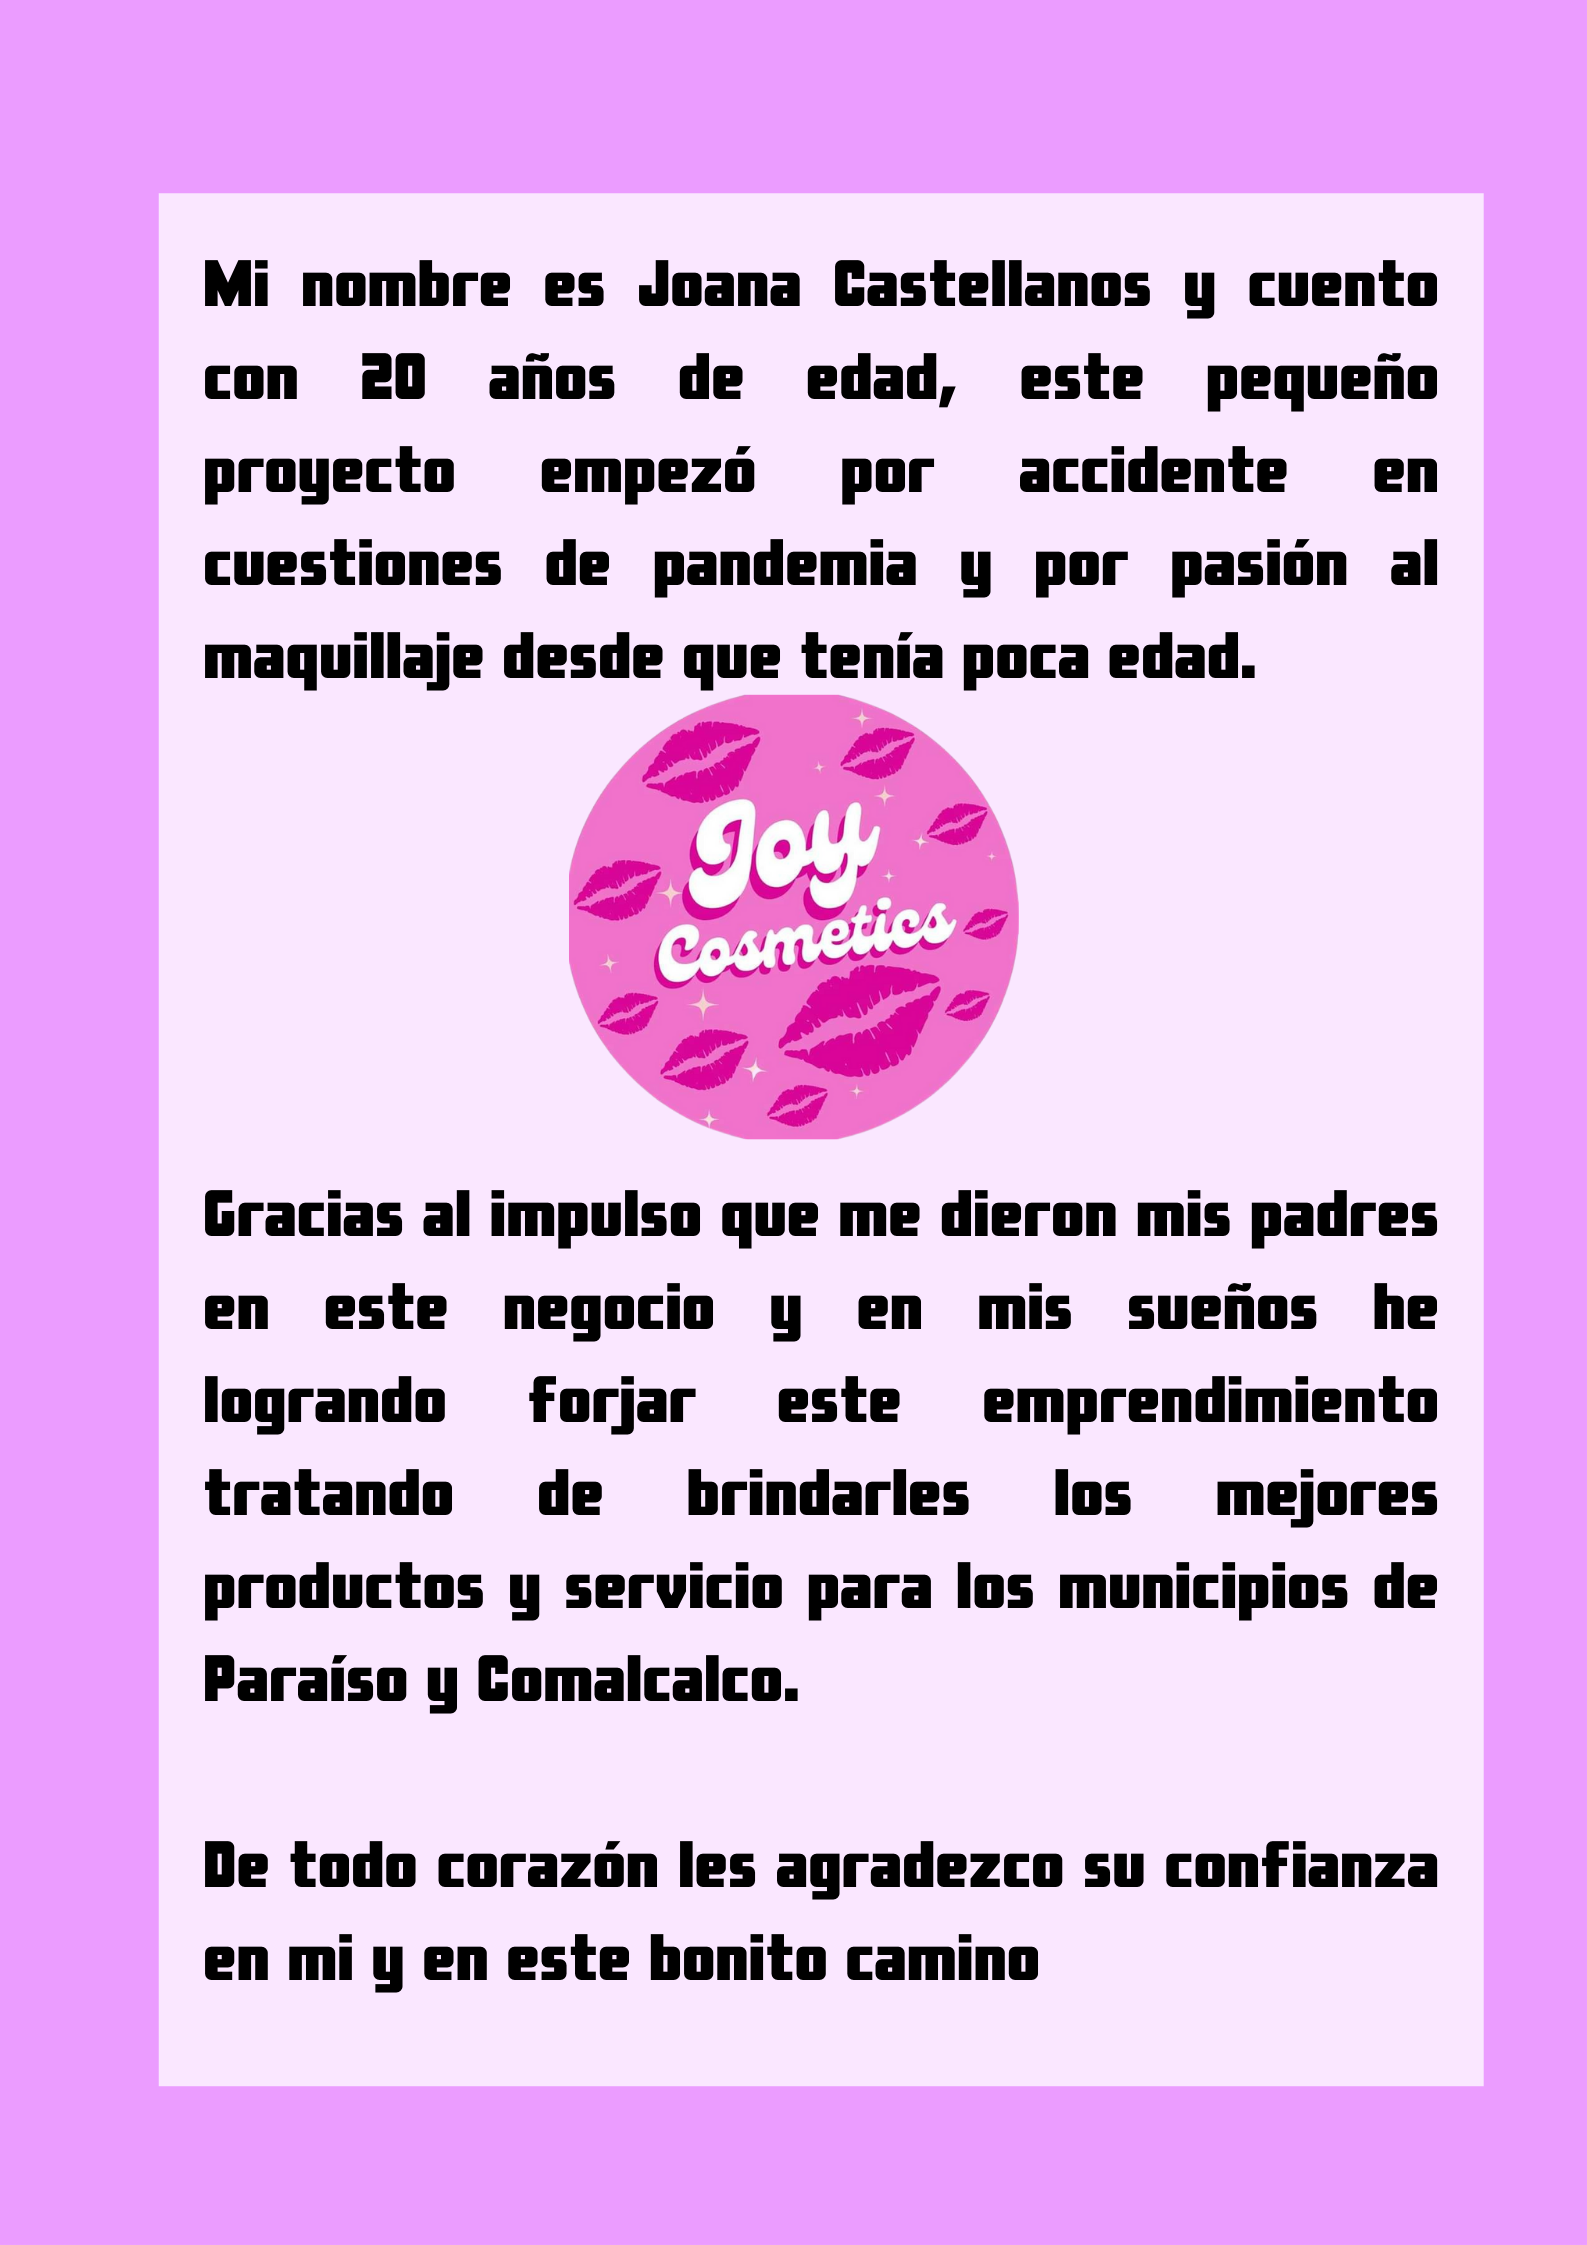 Mi nombre es Joana Castellanos y cuento
con 20 años de edad, este pequeño
proyecto empezó por accidente en
cuestiones de pandemia y por pasión al
maquillaje desde que tenía poca edad.
Joy
Cosmetics
Gracias al impulso que me dieron mis padres
en este negocio y en mis sueños he
logrando forjar este emprendimiento
tratando de brindarles los mejores
productos y servicio para los municipios de
Paraíso y Comalcalco.
De todo corazón les agradezco su confianza
en mi y en este bonito camino